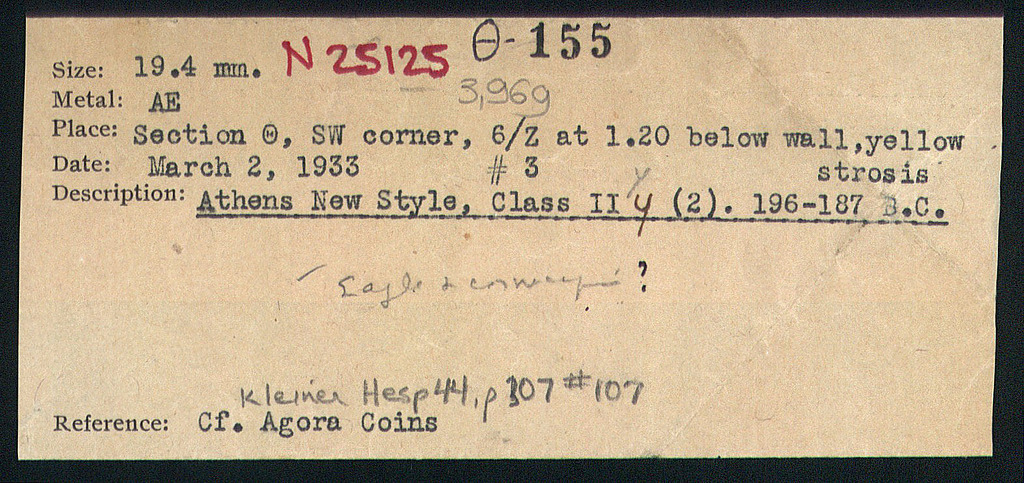 Θ-155
Size: 19.4 mm. N 25125
Metal: AE 3,96g
Place: Section Θ, SW corner, 6/Z at 1.20 below wall,yellow
Date: March 2, 1933 # 3 strosis
Description: Athens New Style, Class II γ (2). 196-187 B.C.
Eagle & ?
Kleiner Hesp 44, p 307 #107
Reference: Cf. Agora Coins